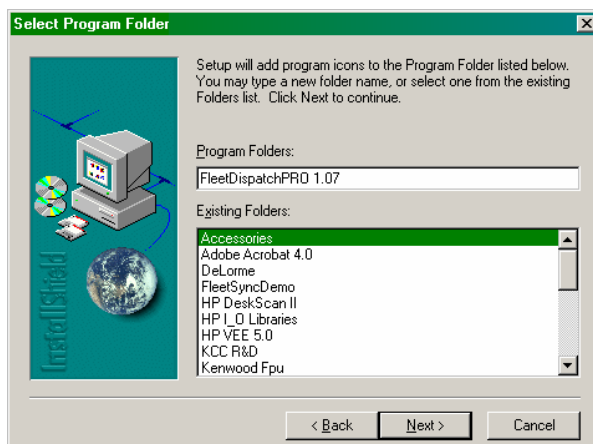 Select Program Folder
Setup will add program icons to the Program Folder listed below.
You may type a new folder name, or select one from the existing
Folders list. Click Next to continue.
Program Folders:
FleetDispatchPRO 1.07
Existing Folders:
Accessories
Adobe Acrobat 4.0
DeLorme
FleetSyncDemo
HP DeskScan II
HP I_O Libraries
HP VEE 5.0
KCC R&D
Kenwood Fpu
InstallShield
< Back
Next >
Cancel